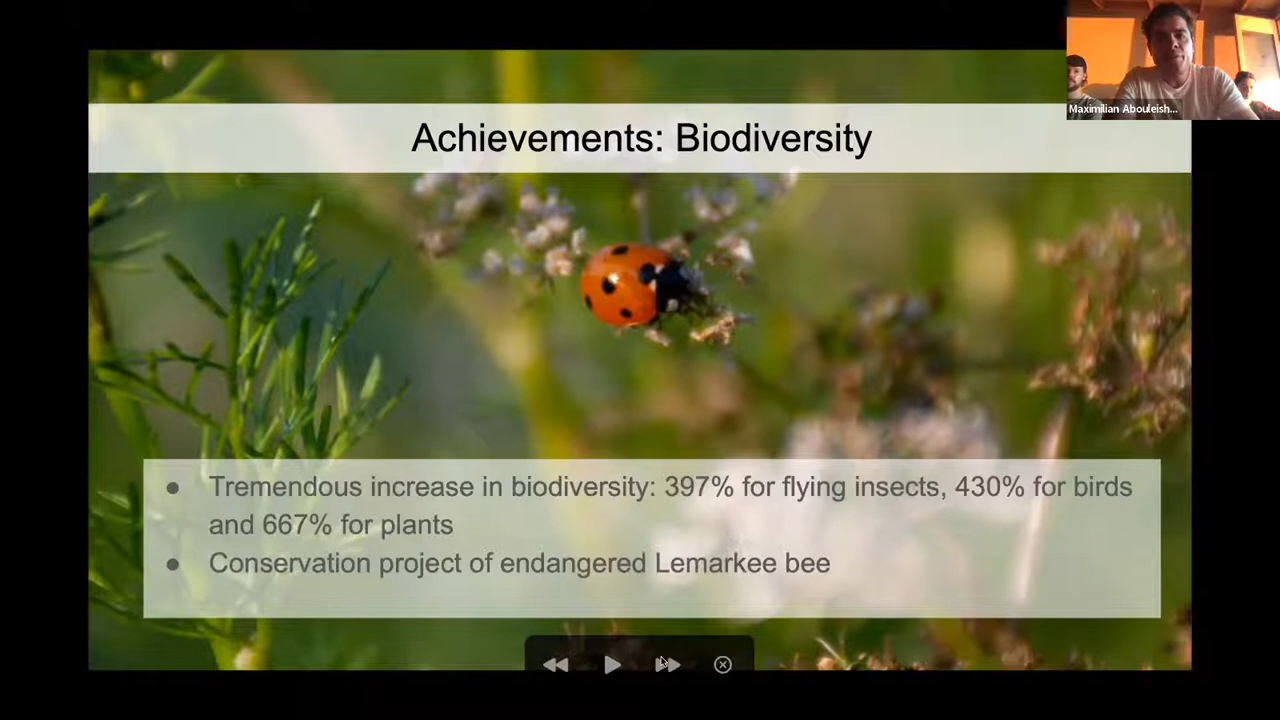 Maximilian Abouleish...
Achievements: Biodiversity
● Tremendous increase in biodiversity: 397% for flying insects, 430% for birds
and 667% for plants
● Conservation project of endangered Lemarkee bee